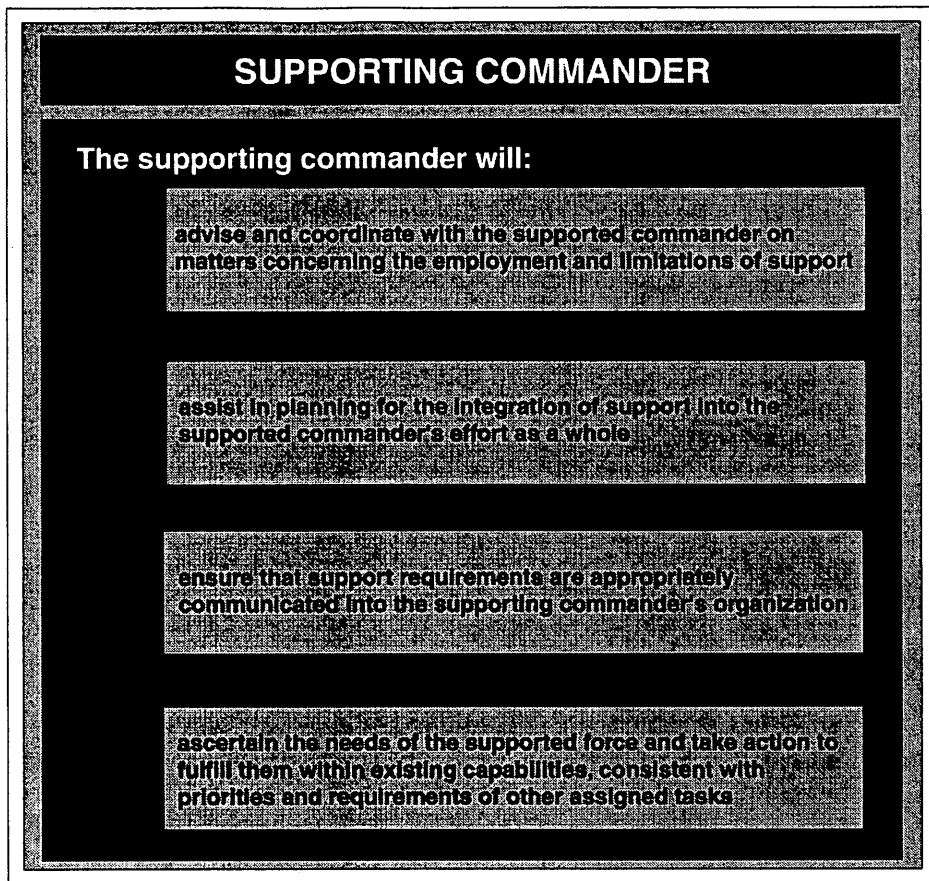 SUPPORTING COMMANDER
The supporting commander will:
advise and coordinate with the supported commander on
matters concerning the employment and limitations of support
assist in planning for the integration of support into the
supported commander's effort as a whole
ensure that support requirements are appropriately
communicated into the supporting commander's organization
ascertain the needs of the supported force and take action to
fulfill them within existing capabilities, consistent with
priorities and requirements of other assigned tasks